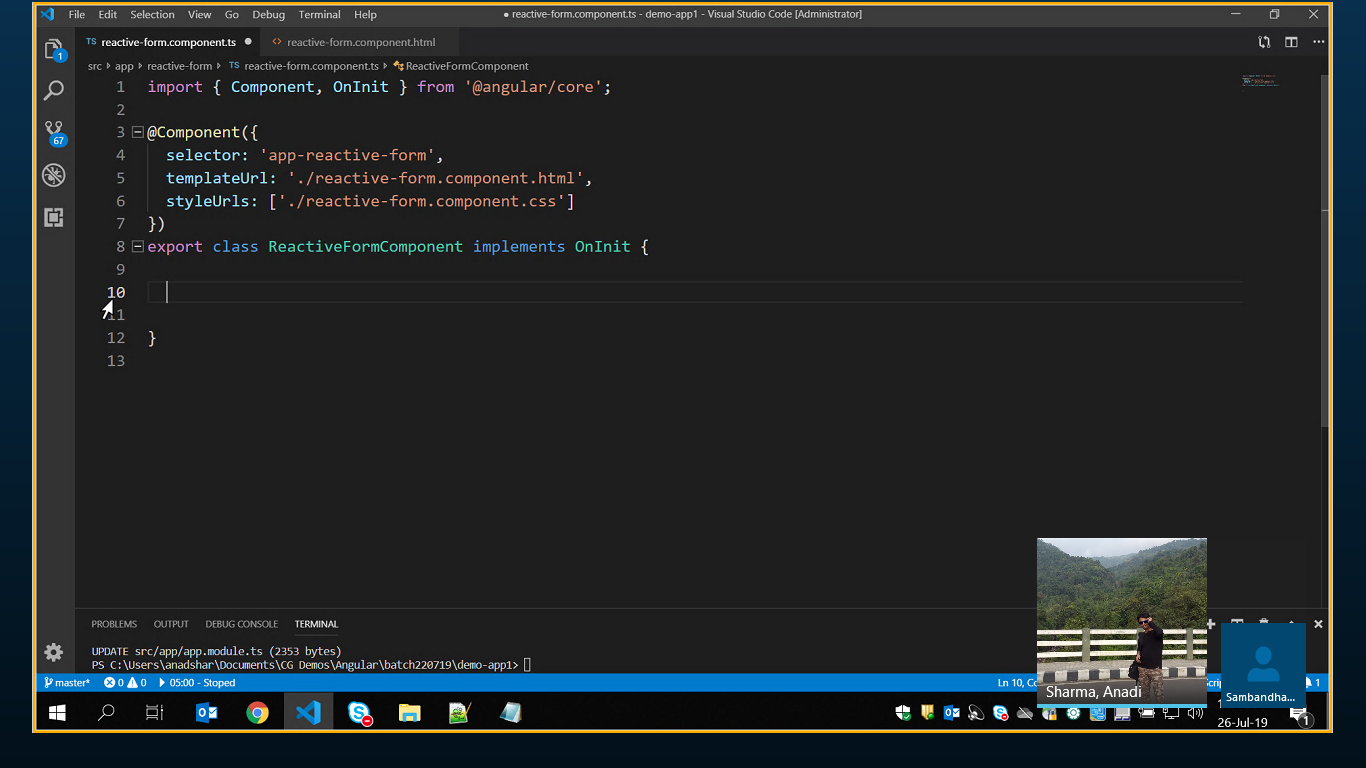 File Edit Selection View Go Debug Terminal Help ● reactive-form.component.ts - demo-app1 - Visual Studio Code [Administrator]
TS reactive-form.component.ts ● <> reactive-form.component.html
src › app › reactive-form › TS reactive-form.component.ts › ReactiveFormComponent
1 import { Component, OnInit } from '@angular/core';
2
3 @Component({
4 selector: 'app-reactive-form',
5 templateUrl: './reactive-form.component.html',
6 styleUrls: ['./reactive-form.component.css']
7 })
8 export class ReactiveFormComponent implements OnInit {
9
10
11
12 }
13
1
67
PROBLEMS OUTPUT DEBUG CONSOLE TERMINAL
UPDATE src/app/app.module.ts (2353 bytes)
PS C:\Users\anadshar\Documents\CG Demos\Angular\batch220719\demo-app1>
master* 0 0 05:00 - Stoped Ln 10, 1
Sharma, Anadi
Sambandha...
26-Jul-19 1